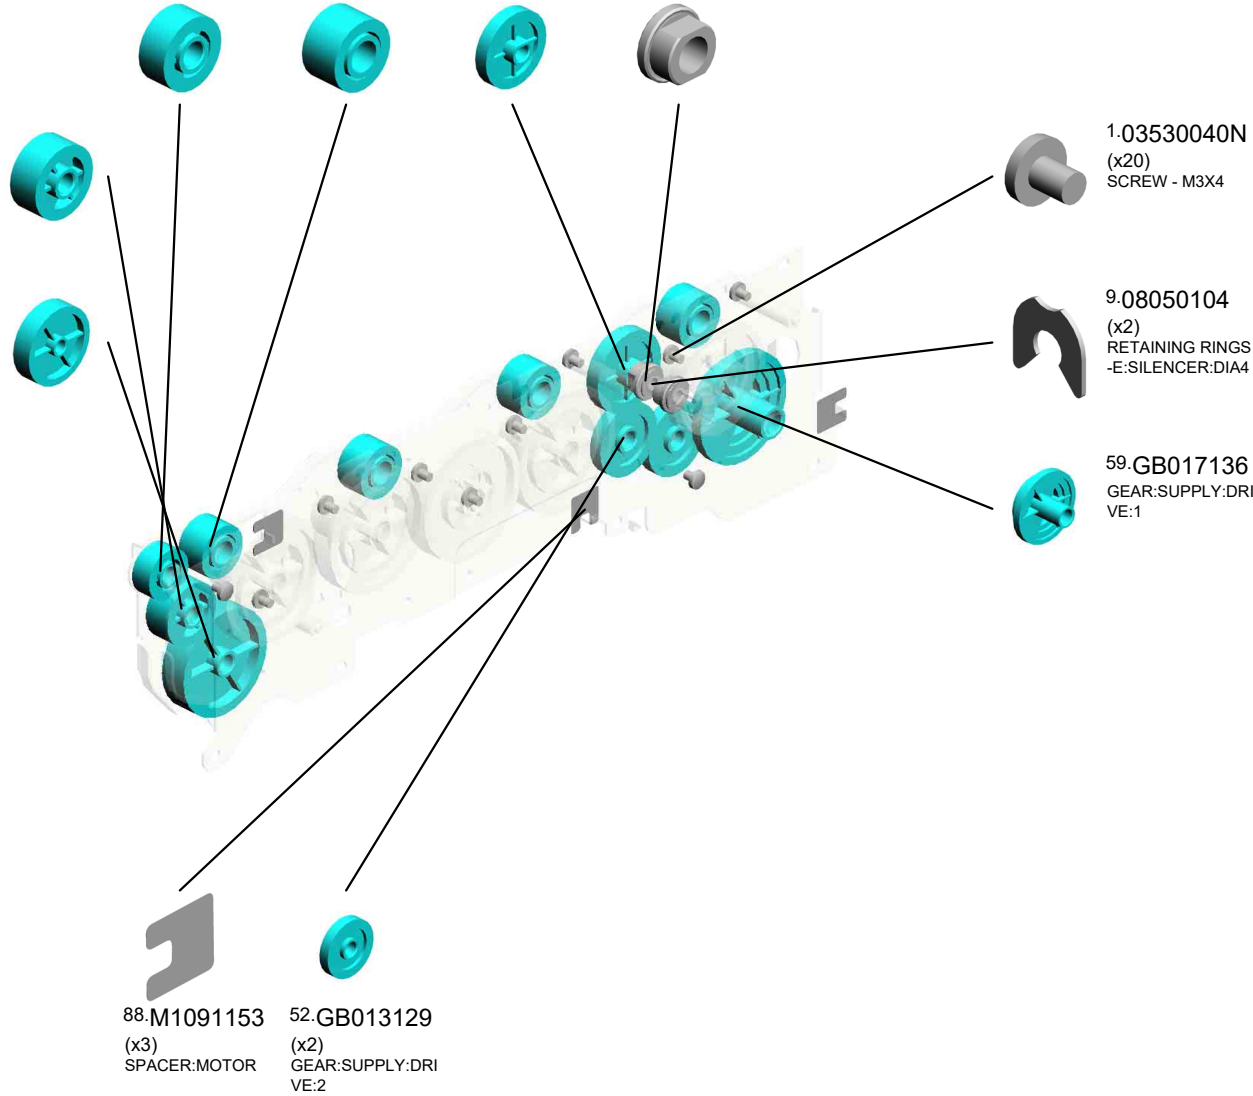 1.03530040N
(x20)
SCREW - M3X4
9.08050104
(x2)
RETAINING RINGS
-E:SILENCER:DIA4
59.GB017136
GEAR:SUPPLY:DRI
VE:1
88.M1091153
(x3)
SPACER:MOTOR
52.GB013129
(x2)
GEAR:SUPPLY:DRI
VE:2